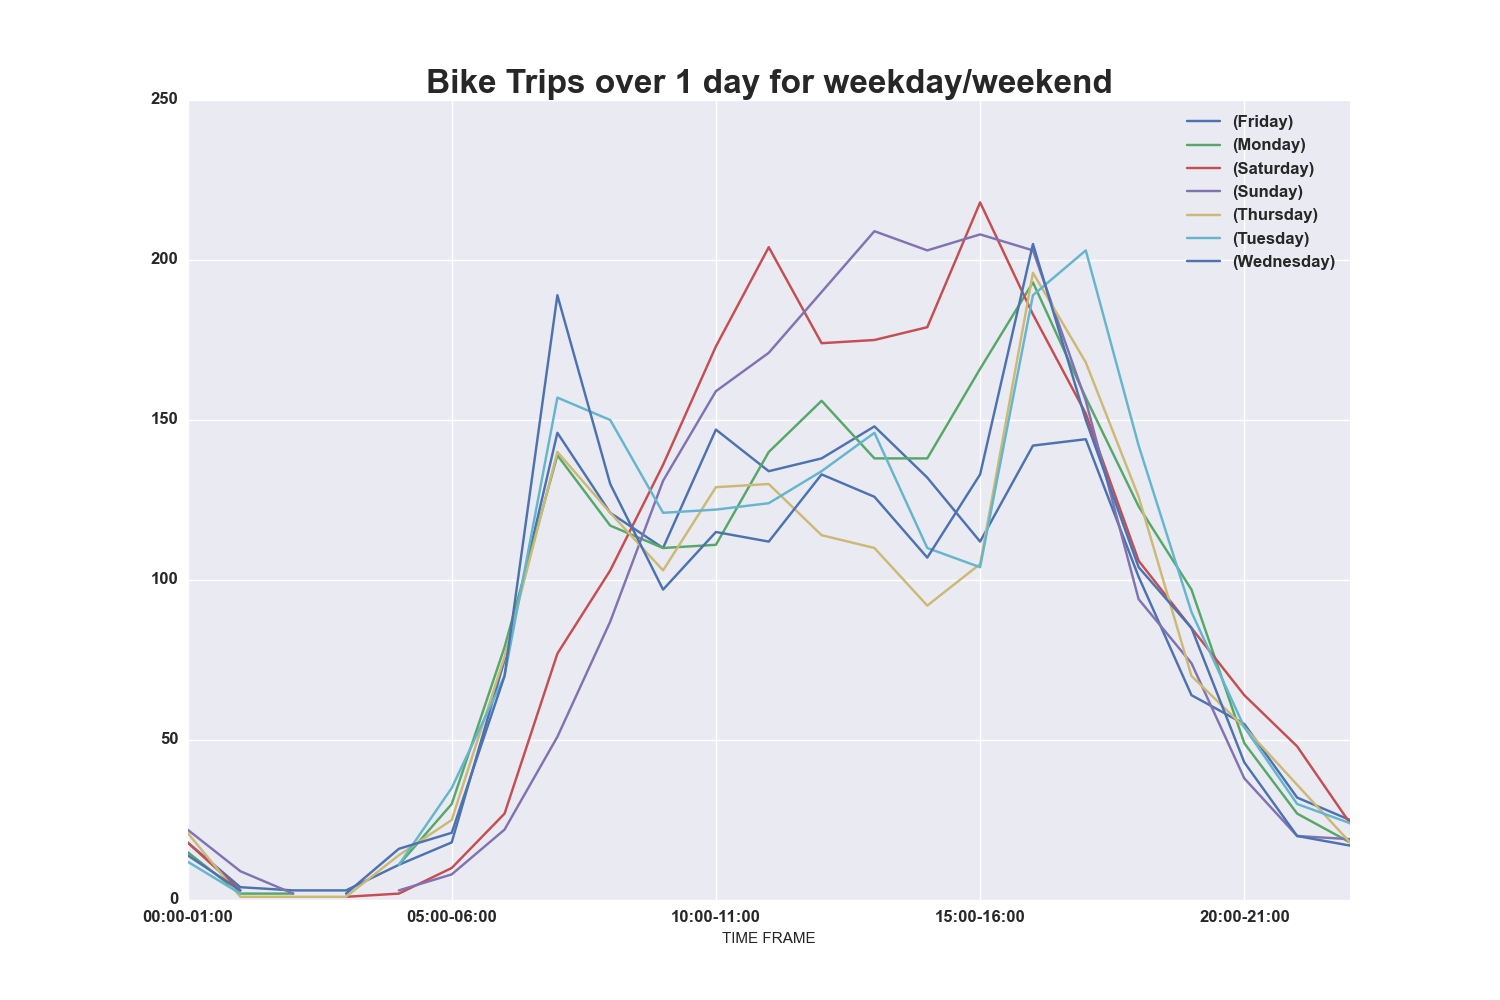 Bike Trips over 1 day for weekday/weekend
250
200
150
100
50
0
(Friday)
(Monday)
(Saturday)
(Sunday)
(Thursday)
(Tuesday)
(Wednesday)
00:00-01:00 05:00-06:00 10:00-11:00 15:00-16:00 20:00-21:00
TIME FRAME